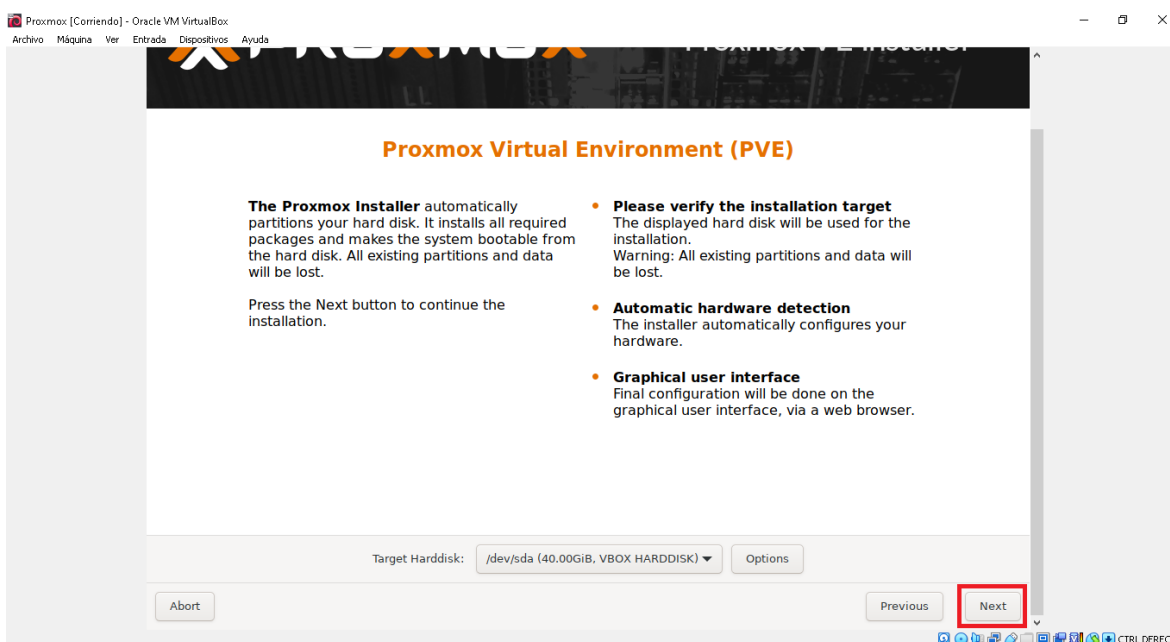 Proxmox [Corriendo] - Oracle VM VirtualBox
Archivo Máquina Ver Entrada Dispositivos Ayuda
PROXMOX
Proxmox VE Installer
Proxmox Virtual Environment (PVE)
The Proxmox Installer automatically
partitions your hard disk. It installs all required
packages and makes the system bootable from
the hard disk. All existing partitions and data
will be lost.
Press the Next button to continue the
installation.
Please verify the installation target
The displayed hard disk will be used for the
installation.
Warning: All existing partitions and data will
be lost.
Automatic hardware detection
The installer automatically configures your
hardware.
Graphical user interface
Final configuration will be done on the
graphical user interface, via a web browser.
Target Harddisk: /dev/sda (40.00GiB, VBOX HARDDISK) Options
Abort Previous Next
CTRL DEREC